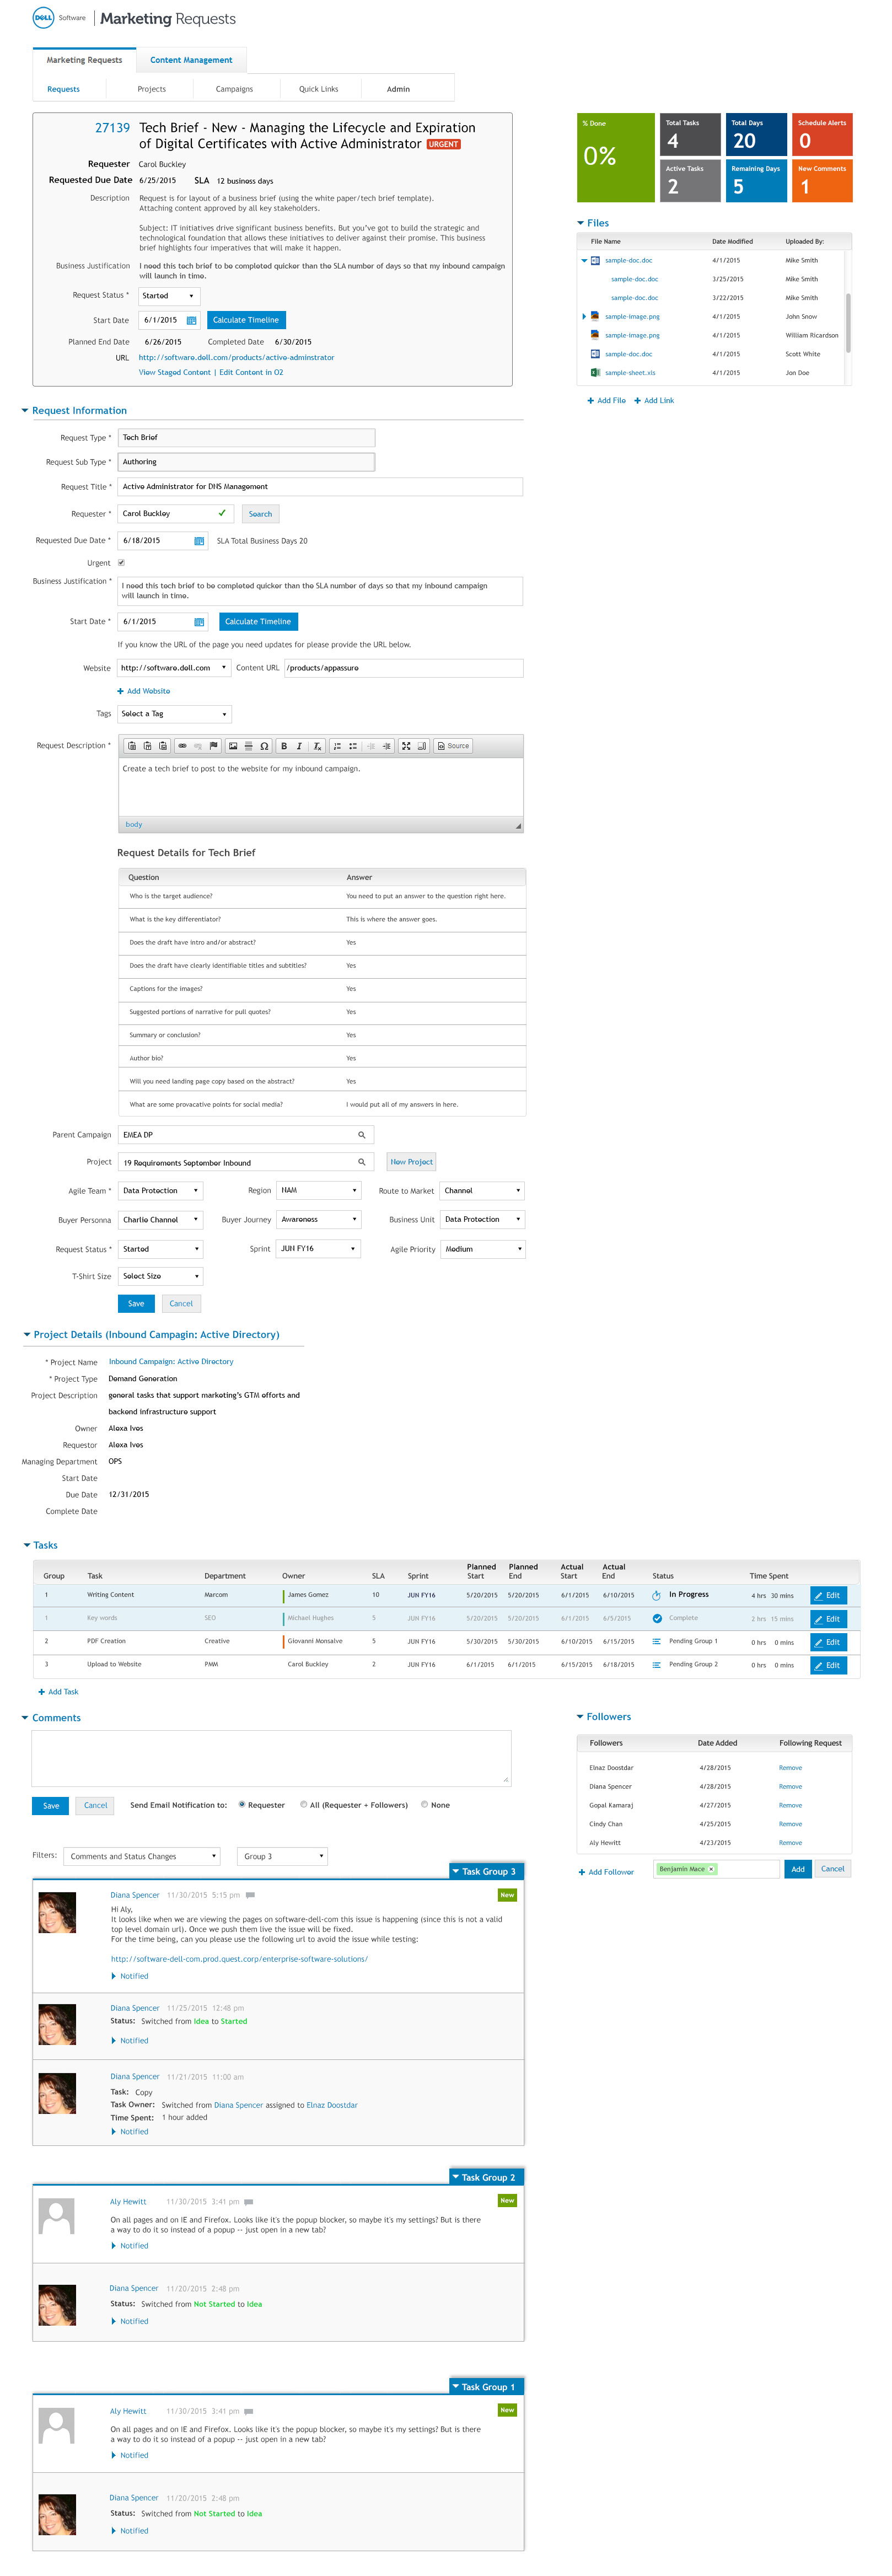 DELL Software Marketing Requests
Marketing Requests Content Management
Requests Projects Campaigns Quick Links Admin
27139 Tech Brief - New - Managing the Lifecycle and Expiration
of Digital Certificates with Active Administrator URGENT
Requester Carol Buckley
Requested Due Date 6/25/2015 SLA 12 business days
Description Request is for layout of a business brief (using the white paper/tech brief template).
Attaching content approved by all key stakeholders.
Subject: IT initiatives drive significant business benefits. But you've got to build the strategic and
technological foundation that allows these initiatives to deliver against their promise. This business
brief highlights four imperatives that will make it happen.
Business Justification I need this tech brief to be completed quicker than the SLA number of days so that my inbound campaign
will launch in time.
Request Status * Started
Start Date 6/1/2015 Calculate Timeline
Planned End Date 6/26/2015 Completed Date 6/30/2015
URL http://software.dell.com/products/active-adminstrator
View Staged Content | Edit Content in O2
% Done
0%
Total Tasks
4
Total Days
20
Schedule Alerts
0
Active Tasks
2
Remaining Days
5
New Comments
1
Files
File Name Date Modified Uploaded By:
sample-doc.doc 4/1/2015 Mike Smith
sample-doc.doc 3/25/2015 Mike Smith
sample-doc.doc 3/22/2015 Mike Smith
sample-image.png 4/1/2015 John Snow
sample-image.png 4/1/2015 William Ricardson
sample-doc.doc 4/1/2015 Scott White
sample-sheet.xls 4/1/2015 Jon Doe
Add File Add Link
Request Information
Request Type * Tech Brief
Request Sub Type * Authoring
Request Title * Active Administrator for DNS Management
Requester * Carol Buckley Search
Requested Due Date * 6/18/2015 SLA Total Business Days 20
Urgent
Business Justification * I need this tech brief to be completed quicker than the SLA number of days so that my inbound campaign
will launch in time.
Start Date * 6/1/2015 Calculate Timeline
If you know the URL of the page you need updates for please provide the URL below.
Website http://software.dell.com Content URL /products/appassure
Add Website
Tags Select a Tag
Request Description * B I Source
Create a tech brief to post to the website for my inbound campaign.
body
Request Details for Tech Brief
Question Answer
Who is the target audience? You need to put an answer to the question right here.
What is the key differentiator? This is where the answer goes.
Does the draft have intro and/or abstract? Yes
Does the draft have clearly identifiable titles and subtitles? Yes
Captions for the images? Yes
Suggested portions of narrative for pull quotes? Yes
Summary or conclusion? Yes
Author bio? Yes
Will you need landing page copy based on the abstract? Yes
What are some provacative points for social media? I would put all of my answers in here.
Parent Campaign EMEA DP
Project 19 Requirements September Inbound New Project
Agile Team * Data Protection Region NAM Route to Market Channel
Buyer Personna Charlie Channel Buyer Journey Awareness Business Unit Data Protection
Request Status * Started Sprint JUN FY16 Agile Priority Medium
T-Shirt Size Select Size
Save Cancel
Project Details (Inbound Campagin: Active Directory)
* Project Name Inbound Campaign: Active Directory
* Project Type Demand Generation
Project Description general tasks that support marketing's GTM efforts and
backend infrastructure support
Owner Alexa Ives
Requestor Alexa Ives
Managing Department OPS
Start Date
Due Date 12/31/2015
Complete Date
Tasks
Group Task Department Owner SLA Sprint Planned Start Planned End Actual Start Actual End Status Time Spent
1 Writing Content Marcom James Gomez 10 JUN FY16 5/20/2015 5/20/2015 6/1/2015 6/10/2015 In Progress 4 hrs 30 mins Edit
1 Key words SEO Michael Hughes 5 JUN FY16 5/20/2015 5/20/2015 6/1/2015 6/5/2015 Complete 2 hrs 15 mins Edit
2 PDF Creation Creative Giovanni Monsalve 5 JUN FY16 5/30/2015 5/30/2015 6/10/2015 6/15/2015 Pending Group 1 0 hrs 0 mins Edit
3 Upload to Website PMM Carol Buckley 2 JUN FY16 6/1/2015 6/1/2015 6/15/2015 6/18/2015 Pending Group 2 0 hrs 0 mins Edit
Add Task
Comments
Save Cancel Send Email Notification to: Requester All (Requester + Followers) None
Followers
Followers Date Added Following Request
Elnaz Doostdar 4/28/2015 Remove
Diana Spencer 4/28/2015 Remove
Gopal Kamaraj 4/27/2015 Remove
Cindy Chan 4/25/2015 Remove
Aly Hewitt 4/23/2015 Remove
Add Follower Benjamin Mace × Add Cancel
Filters: Comments and Status Changes Group 3
Task Group 3
Diana Spencer 11/30/2015 5:15 pm New
Hi Aly,
It looks like when we are viewing the pages on software-dell-com this issue is happening (since this is not a valid
top level domain url). Once we push them live the issue will be fixed.
For the time being, can you please use the following url to avoid the issue while testing:
http://software-dell-com.prod.quest.corp/enterprise-software-solutions/
Notified
Diana Spencer 11/25/2015 12:48 pm
Status: Switched from Idea to Started
Notified
Diana Spencer 11/21/2015 11:00 am
Task: Copy
Task Owner: Switched from Diana Spencer assigned to Elnaz Doostdar
Time Spent: 1 hour added
Notified
Task Group 2
Aly Hewitt 11/30/2015 3:41 pm New
On all pages and on IE and Firefox. Looks like it's the popup blocker, so maybe it's my settings? But is there
a way to do it so instead of a popup -- just open in a new tab?
Notified
Diana Spencer 11/20/2015 2:48 pm
Status: Switched from Not Started to Idea
Notified
Task Group 1
Aly Hewitt 11/30/2015 3:41 pm New
On all pages and on IE and Firefox. Looks like it's the popup blocker, so maybe it's my settings? But is there
a way to do it so instead of a popup -- just open in a new tab?
Notified
Diana Spencer 11/20/2015 2:48 pm
Status: Switched from Not Started to Idea
Notified